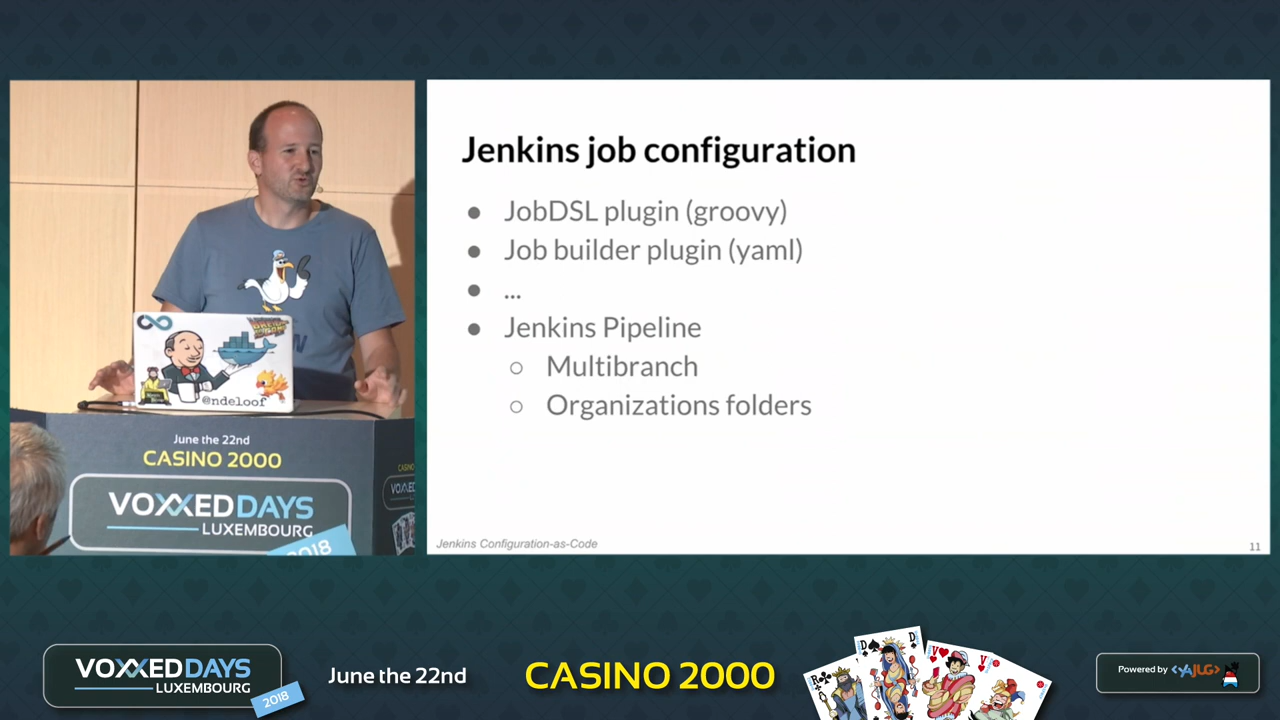 Jenkins job configuration
● JobDSL plugin (groovy)
● Job builder plugin (yaml)
● ...
● Jenkins Pipeline
○ Multibranch
○ Organizations folders
Jenkins Configuration-as-Code
11
@ndeloof
June the 22nd
CASINO 2000
VOXXEDDAYS
LUXEMBOURG
2018
CASINO
VOXXEDDAYS
LUXEMBOURG
2018
June the 22nd
CASINO 2000
R
D
D
V
V
Powered by <YAJUG>